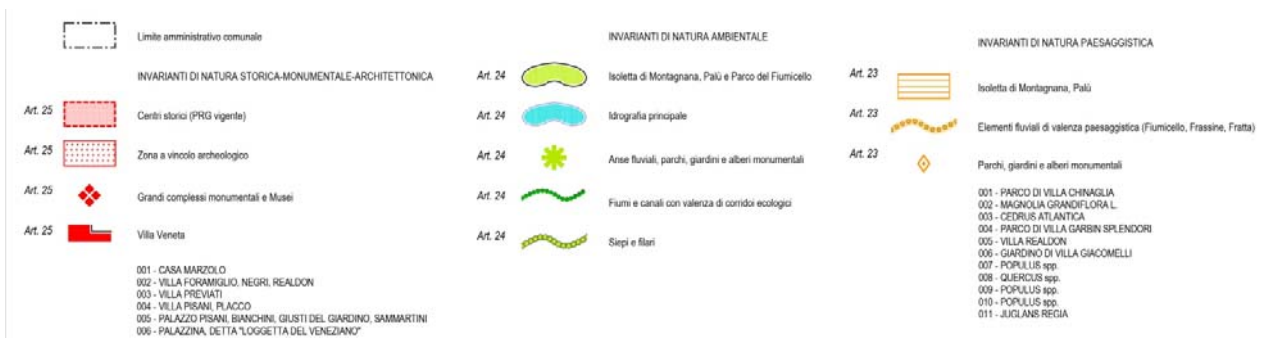 Limite amministrativo comunale
INVARIANTI DI NATURA STORICA-MONUMENTALE-ARCHITETTONICA
Art. 25 Centri storici (PRG vigente)
Art. 25 Zona a vincolo archeologico
Art. 25 Grandi complessi monumentali e Musei
Art. 25 Villa Veneta
001 - CASA MARZOLO
002 - VILLA FORAMIGLIO, NEGRI, REALDON
003 - VILLA PREVIATI
004 - VILLA PISANI, PLACCO
005 - PALAZZO PISANI, BIANCHINI, GIUSTI DEL GIARDINO, SAMMARTINI
006 - PALAZZINA, DETTA "LOGGETTA DEL VENEZIANO"
INVARIANTI DI NATURA AMBIENTALE
Art. 24 Isoletta di Montagnana, Palù e Parco del Fiumicello
Art. 24 Idrografia principale
Art. 24 Anse fluviali, parchi, giardini e alberi monumentali
Art. 24 Fiumi e canali con valenza di corridoi ecologici
Art. 24 Siepi e filari
INVARIANTI DI NATURA PAESAGGISTICA
Art. 23 Isoletta di Montagnana, Palù
Art. 23 Elementi fluviali di valenza paesaggistica (Fiumicello, Frassine, Fratta)
Art. 23 Parchi, giardini e alberi monumentali
001 - PARCO DI VILLA CHINAGLIA
002 - MAGNOLIA GRANDIFLORA L.
003 - CEDRUS ATLANTICA
004 - PARCO DI VILLA GARBIN SPLENDORI
005 - VILLA REALDON
006 - GIARDINO DI VILLA GIACOMELLI
007 - POPULUS spp.
008 - QUERCUS spp.
009 - POPULUS spp.
010 - POPULUS spp.
011 - JUGLANS REGIA